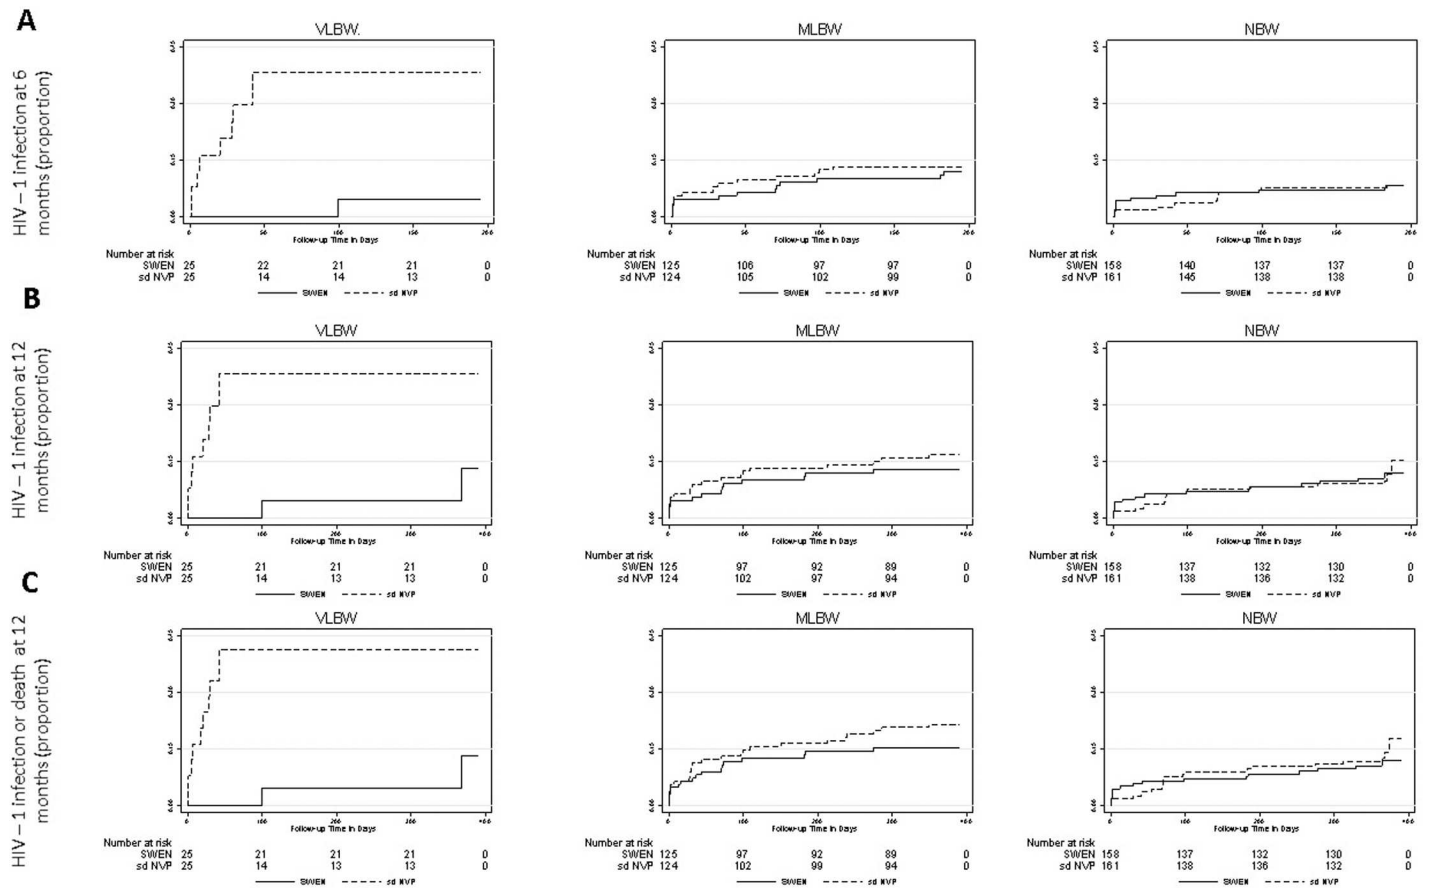 A
HIV – 1 infection at 6
months (proportion)
VLBW.
Follow-up Time in Days
Number at risk
SWEN 25 22 21 21 0
sd NVP 25 14 14 13 0
SWEN sd NVP
MLBW
Follow-up Time in Days
Number at risk
SWEN 125 106 97 97 0
sd NVP 124 105 102 99 0
SWEN sd NVP
NBW
Follow-up Time in Days
Number at risk
SWEN 158 140 137 137 0
sd NVP 161 145 138 138 0
SWEN sd NVP
B
HIV – 1 infection at 12
months (proportion)
VLBW
Follow-up Time in Days
Number at risk
SWEN 25 21 21 21 0
sd NVP 25 14 13 13 0
SWEN sd NVP
MLBW
Follow-up Time in Days
Number at risk
SWEN 125 97 92 89 0
sd NVP 124 102 97 94 0
SWEN sd NVP
NBW
Follow-up Time in Days
Number at risk
SWEN 158 137 132 130 0
sd NVP 161 138 136 132 0
SWEN sd NVP
C
HIV – 1 infection or death at 12
months (proportion)
VLBW
Follow-up Time in Days
Number at risk
SWEN 25 21 21 21 0
sd NVP 25 14 13 13 0
SWEN sd NVP
MLBW
Follow-up Time in Days
Number at risk
SWEN 125 97 92 89 0
sd NVP 124 102 99 94 0
SWEN sd NVP
NBW
Follow-up Time in Days
Number at risk
SWEN 158 137 132 130 0
sd NVP 161 138 136 132 0
SWEN sd NVP